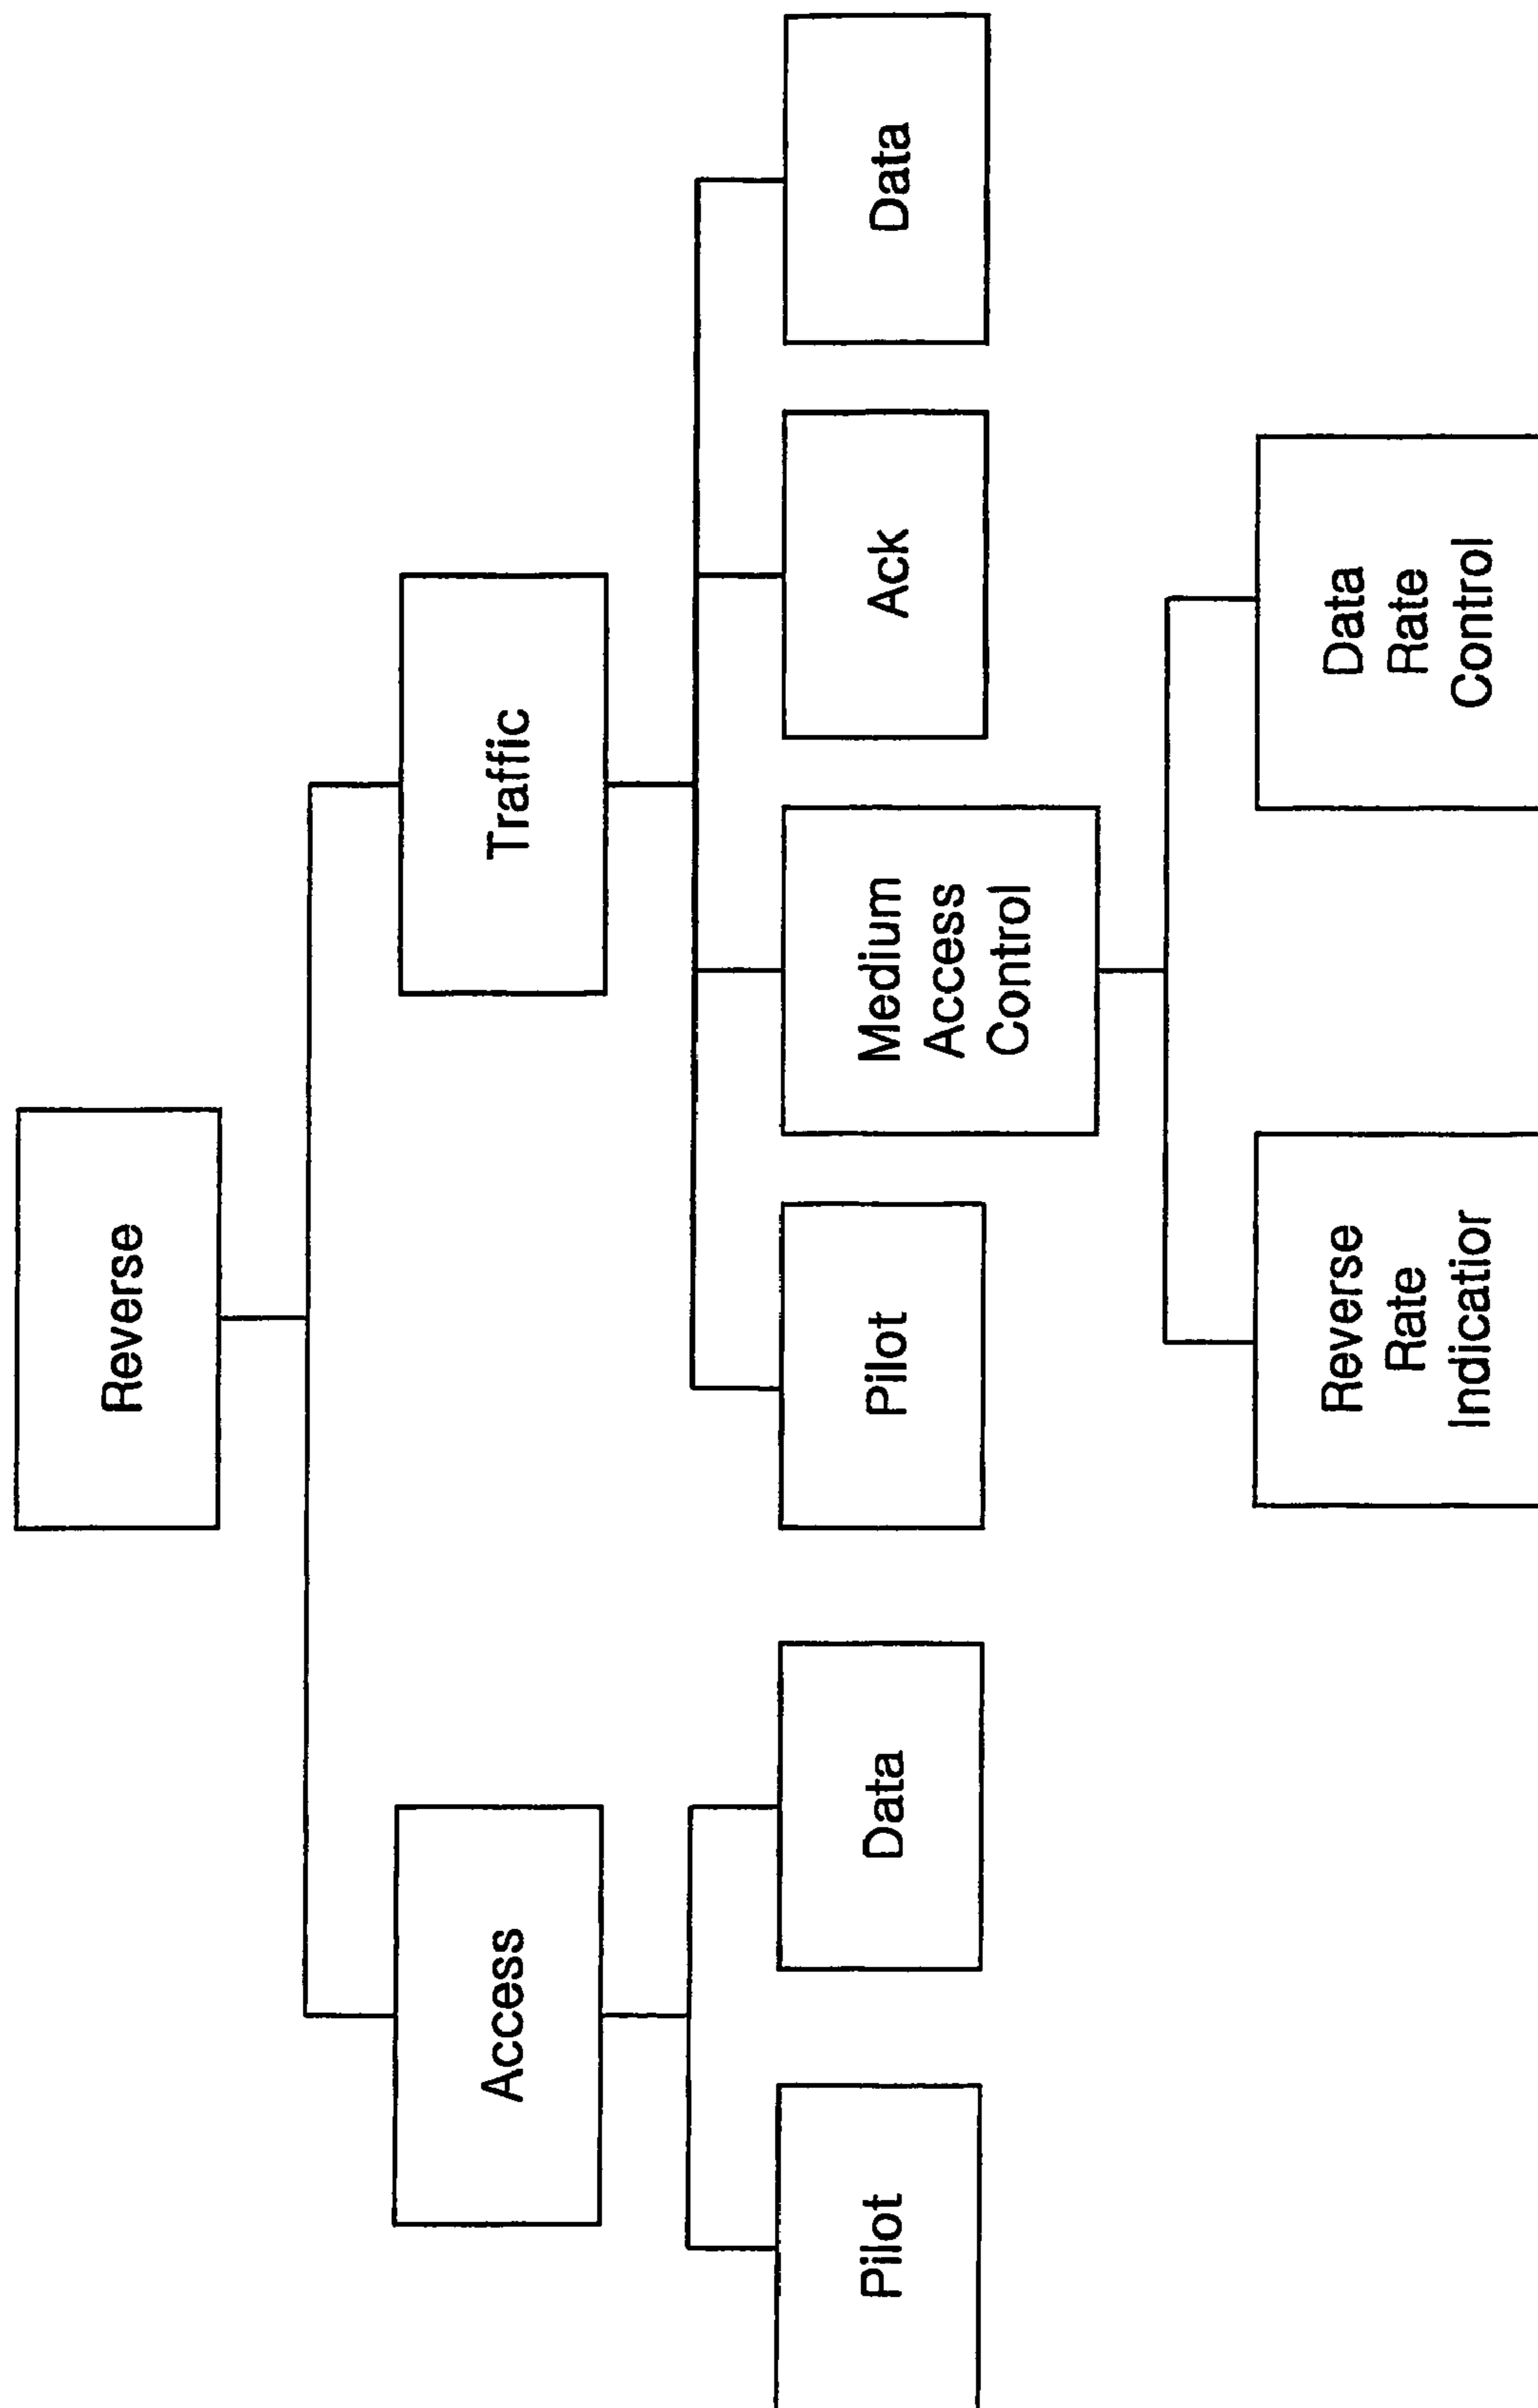 Reverse
Access
Traffic
Pilot
Data
Pilot
Medium
Access
Control
Ack
Data
Reverse
Rate
Indicatior
Data
Rate
Control